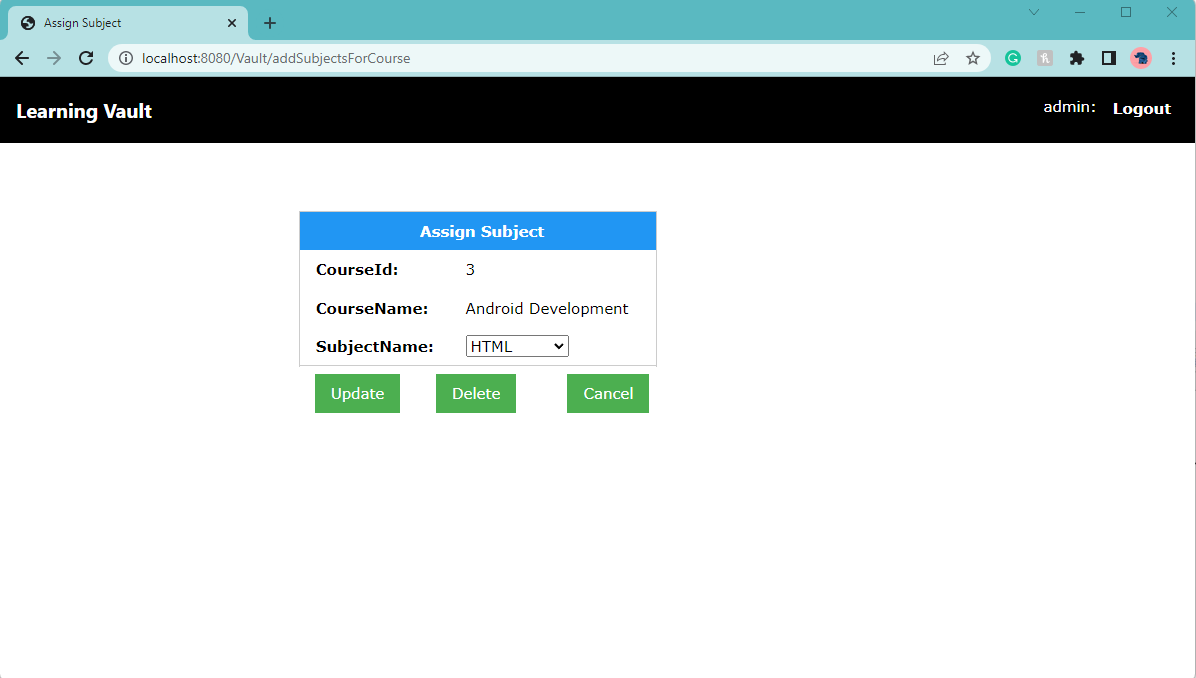 Assign Subject
localhost:8080/Vault/addSubjectsForCourse
Learning Vault
admin: Logout
Assign Subject
CourseId: 3
CourseName: Android Development
SubjectName: HTML
Update Delete Cancel